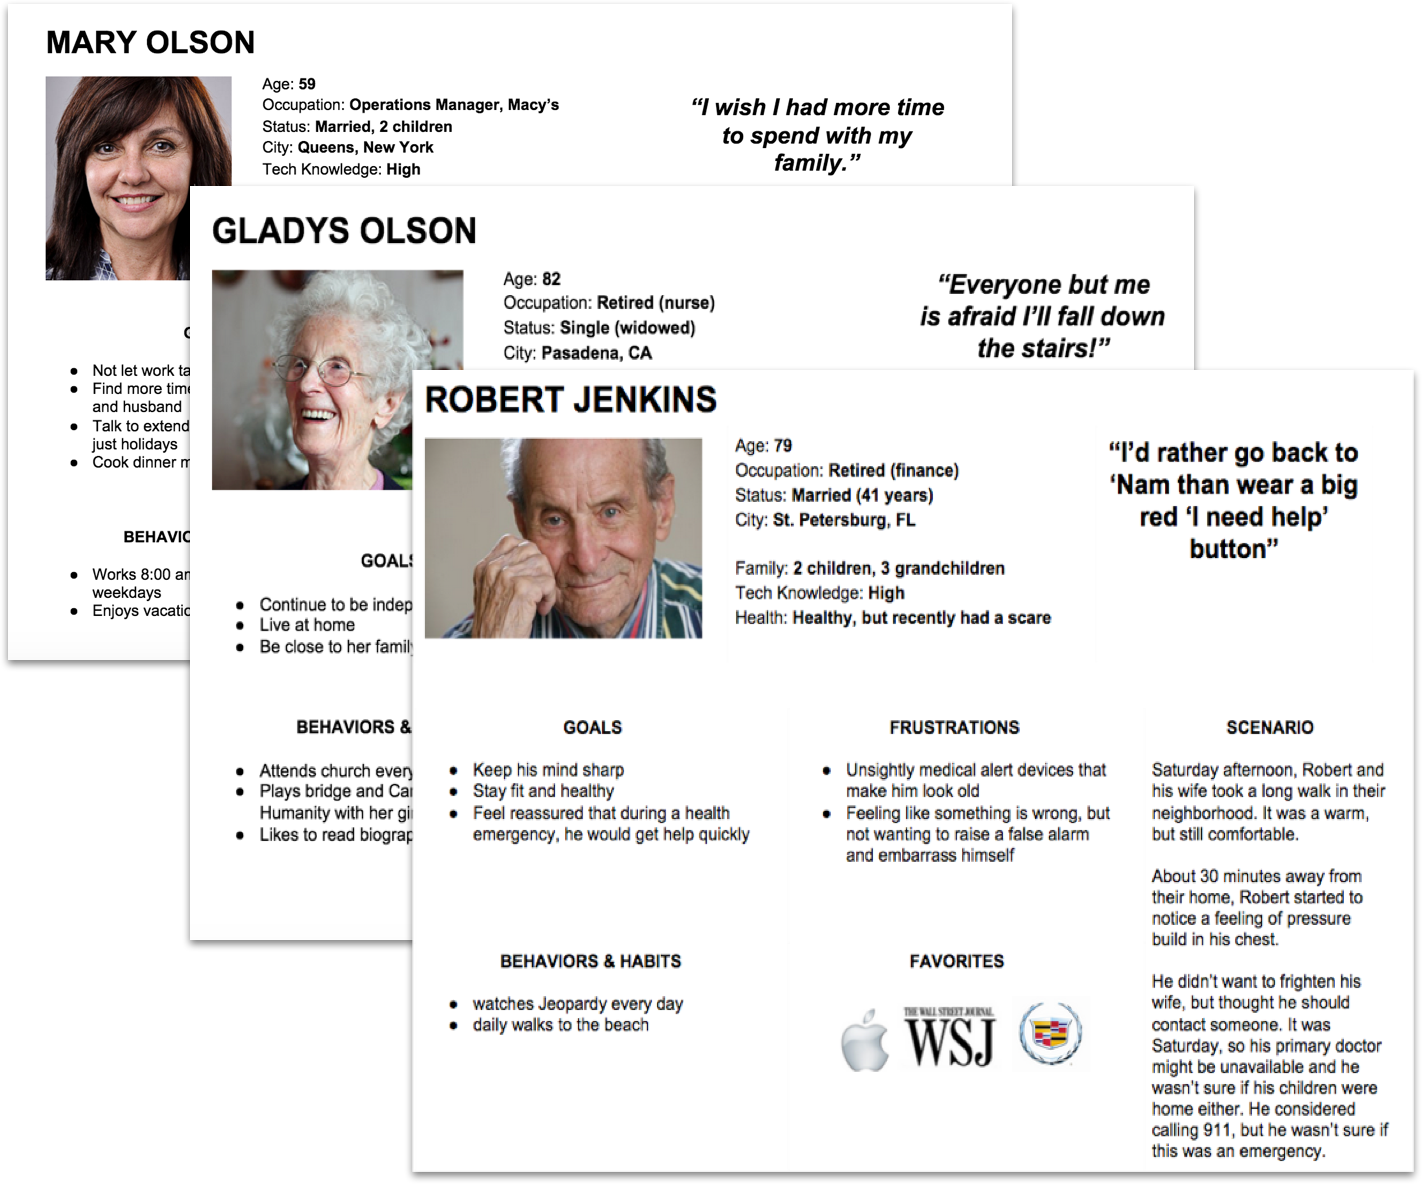 MARY OLSON
Age: 59
Occupation: Operations Manager, Macy's
Status: Married, 2 children
City: Queens, New York
Tech Knowledge: High
“I wish I had more time
to spend with my
family.”
● Not let work
● Find more
and husband
● Talk to
just holidays
● Cook dinner
● Works 8:00
weekdays
● Enjoys
GLADYS OLSON
Age: 82
Occupation: Retired (nurse)
Status: Single (widowed)
City: Pasadena, CA
“Everyone but me
is afraid I’ll fall down
the stairs!”
GOALS
● Continue to be
● Live at home
● Be close to her family
BEHAVIORS &
● Attends church every
● Plays bridge and
Humanity with her
● Likes to read
ROBERT JENKINS
Age: 79
Occupation: Retired (finance)
Status: Married (41 years)
City: St. Petersburg, FL
Family: 2 children, 3 grandchildren
Tech Knowledge: High
Health: Healthy, but recently had a scare
“I’d rather go back to
‘Nam than wear a big
red ‘I need help’
button”
GOALS
● Keep his mind sharp
● Stay fit and healthy
● Feel reassured that during a health
emergency, he would get help quickly
FRUSTRATIONS
● Unsightly medical alert devices that
make him look old
● Feeling like something is wrong, but
not wanting to raise a false alarm
and embarrass himself
SCENARIO
Saturday afternoon, Robert and
his wife took a long walk in their
neighborhood. It was a warm,
but still comfortable.
About 30 minutes away from
their home, Robert started to
notice a feeling of pressure
build in his chest.
He didn’t want to frighten his
wife, but thought he should
contact someone. It was
Saturday, so his primary doctor
might be unavailable and he
wasn’t sure if his children were
home either. He considered
calling 911, but he wasn’t sure if
this was an emergency.
BEHAVIORS & HABITS
● watches Jeopardy every day
● daily walks to the beach
FAVORITES
THE WALL STREET JOURNAL
WSJ